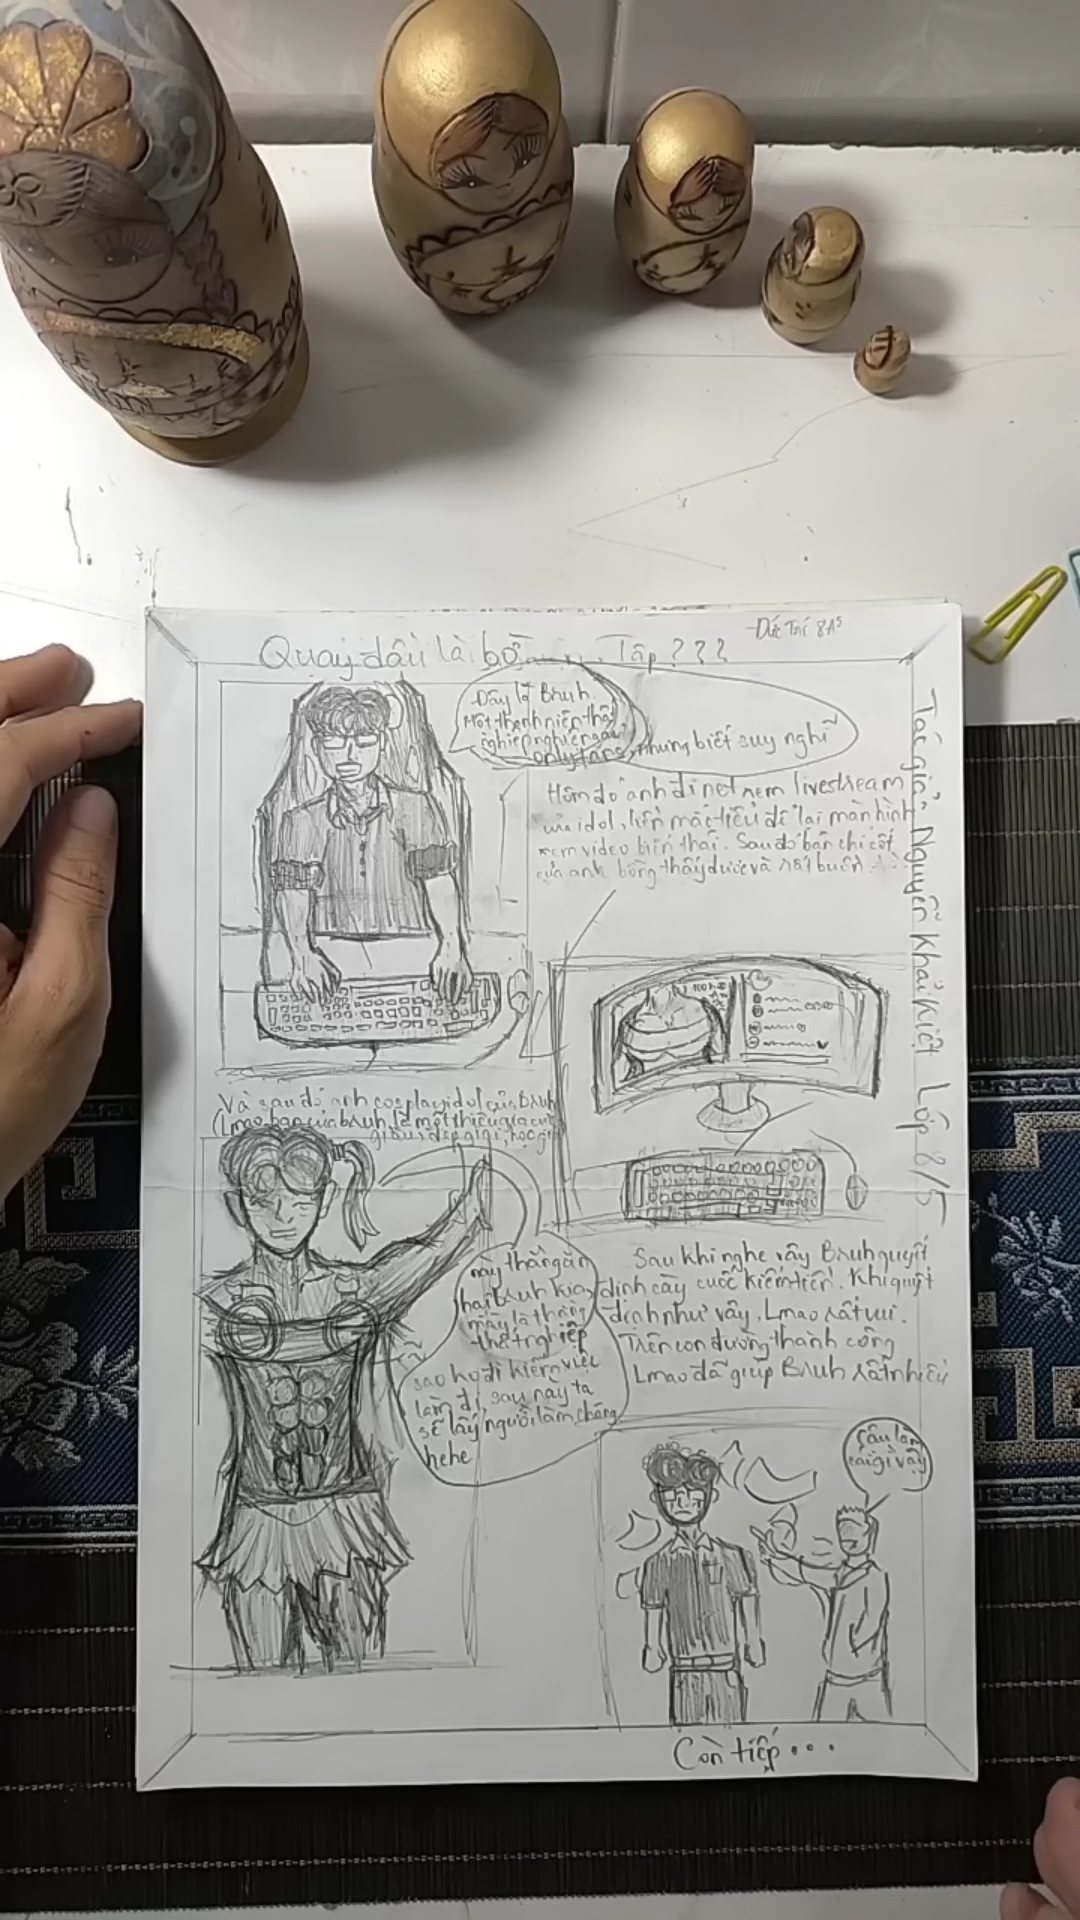 Quay đầu là bờ Tập ???
Đức Trí 8A5
Tác giả: Nguyễn Khải Kiệt Lớp 8/5
Đây là Bruh.
Một thanh niên thất
nghiệp nghiện
onlyfans, nhưng biết suy nghĩ
Hôm đó anh đi net xem livestream
của idol, liền mắc tiểu để lại màn hình
xem video biến thái. Sau đó bạn chí cốt
của anh bỗng thấy được và rất buồn...
Và sau đó anh cosplay idol của Bruh
(Lmao bạn của bruh là một thiếu gia
học giỏi
này thằng
bruh kia,
mày là thằng
thất nghiệp
sao ko đi kiếm việc
làm đi, sau này ta
sẽ lấy người làm chồng
hehe
Sau khi nghe vậy Bruh quyết
định cày cuốc kiếm tiền. Khi quyết
định như vậy, Lmao rất vui.
Trên con đường thành công
Lmao đã giúp Bruh rất nhiều
Cậu làm
cái gì vậy
Còn tiếp...